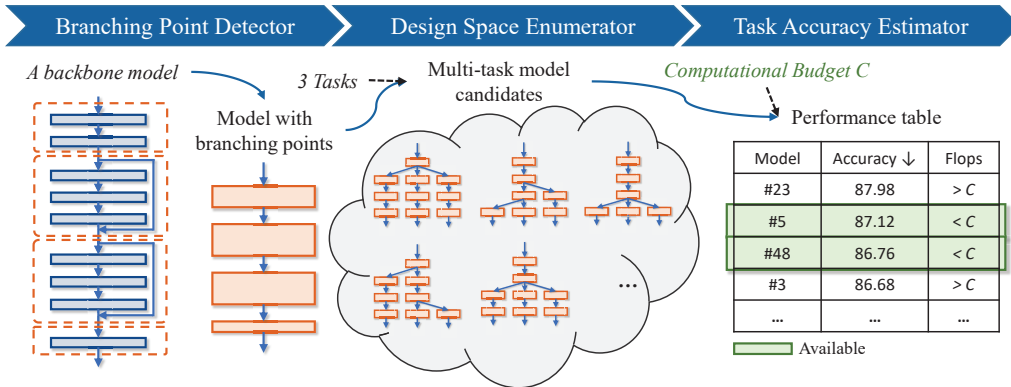 Branching Point Detector
Design Space Enumerator
Task Accuracy Estimator
A backbone model
3 Tasks
Multi-task model
candidates
Computational Budget C
Model with
branching points
Performance table
Model Accuracy ↓ Flops
#23 87.98 > C
#5 87.12 < C
#48 86.76 < C
#3 86.68 > C
... ... ...
...
Available